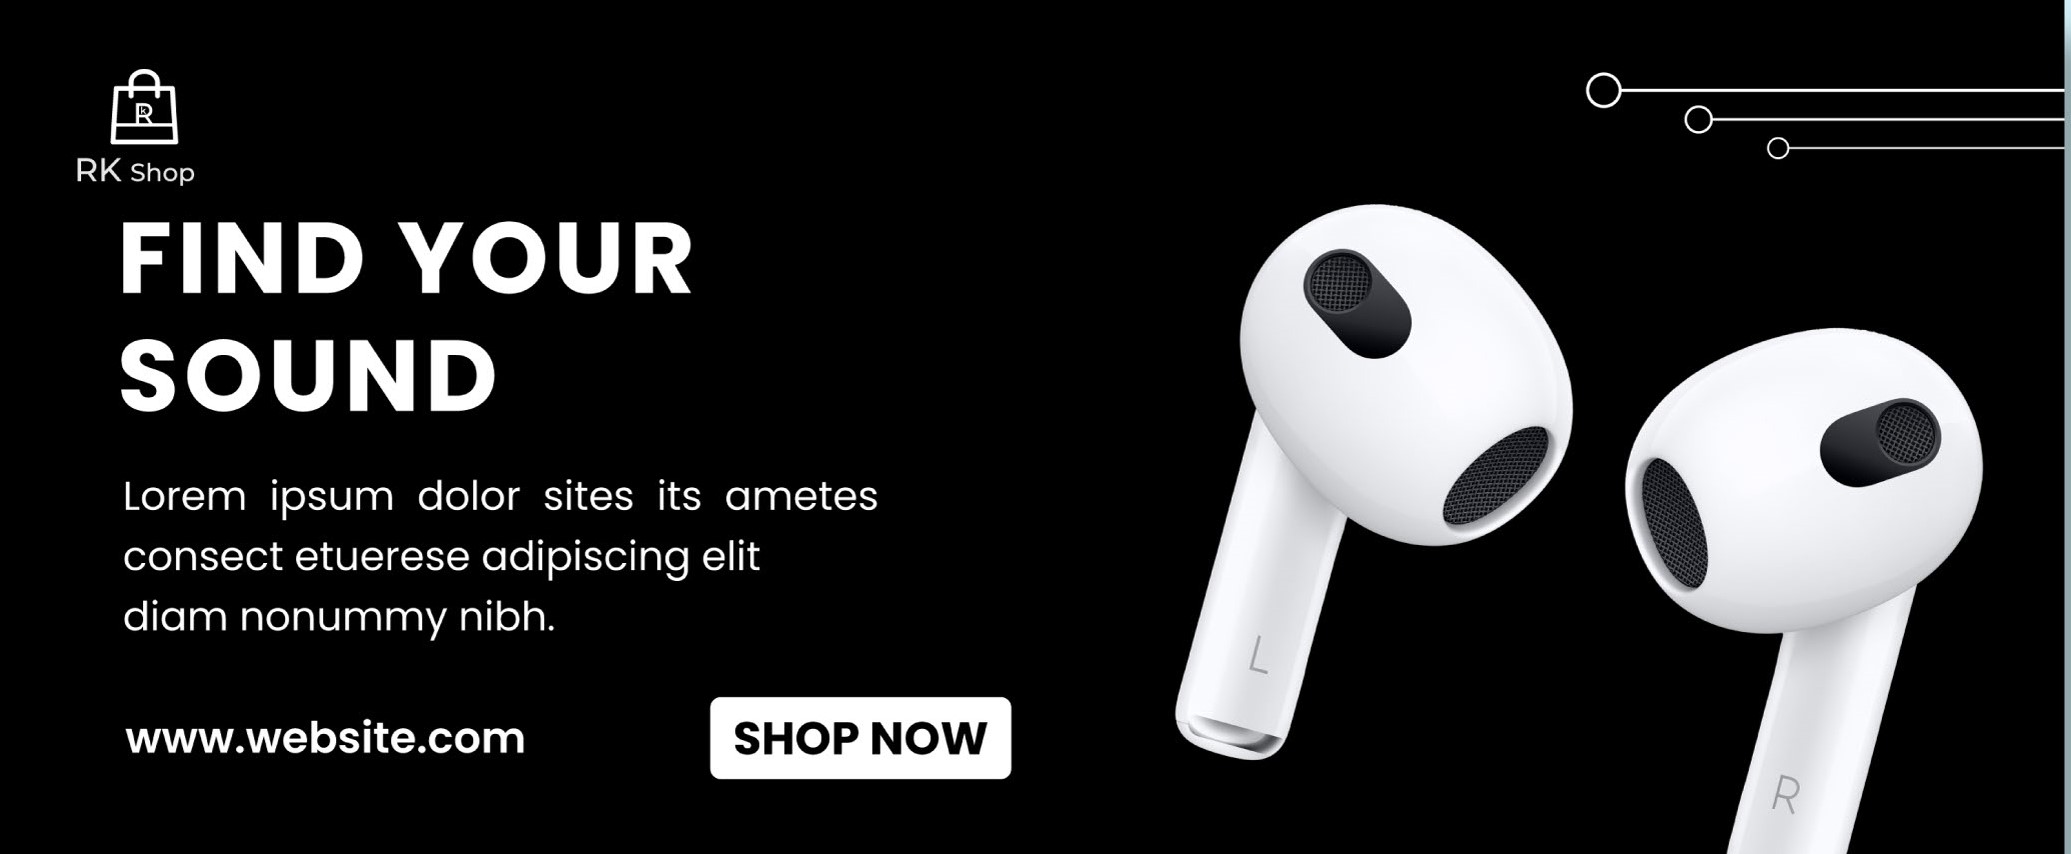 RK
RK Shop
FIND YOUR
SOUND
Lorem ipsum dolor sites its ametes
consect etuerese adipiscing elit
diam nonummy nibh.
www.website.com
SHOP NOW
L
R